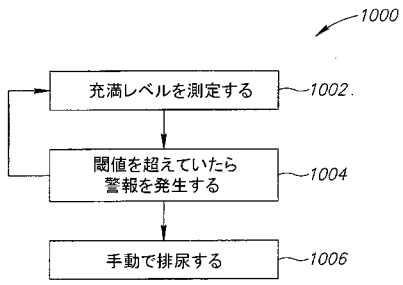 1000
充満レベルを測定する
1002.
閾値を超えていたら
警報を発生する
1004
手動で排尿する
1006